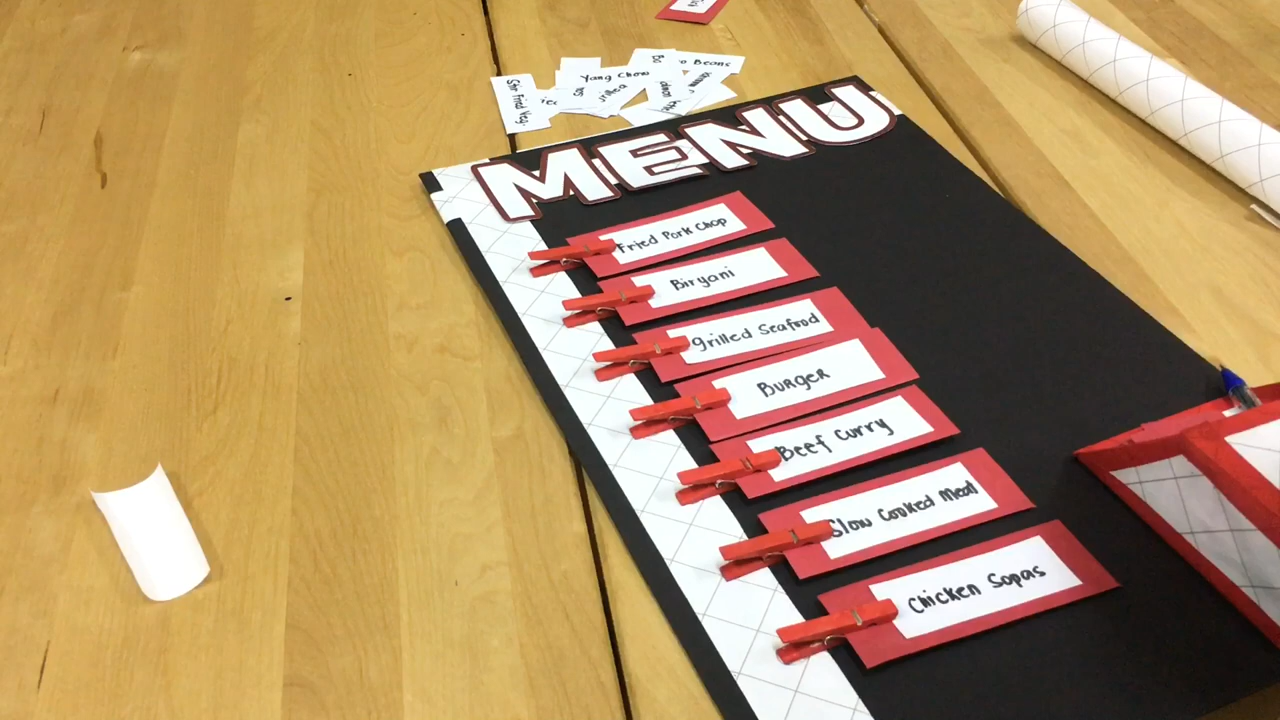 Stir Fried Veg.
Yang Chow
Beans
MENU
Fried Pork Chop
Biryani
grilled Seafood
Burger
Beef Curry
Slow Cooked Meal
Chicken Sopas